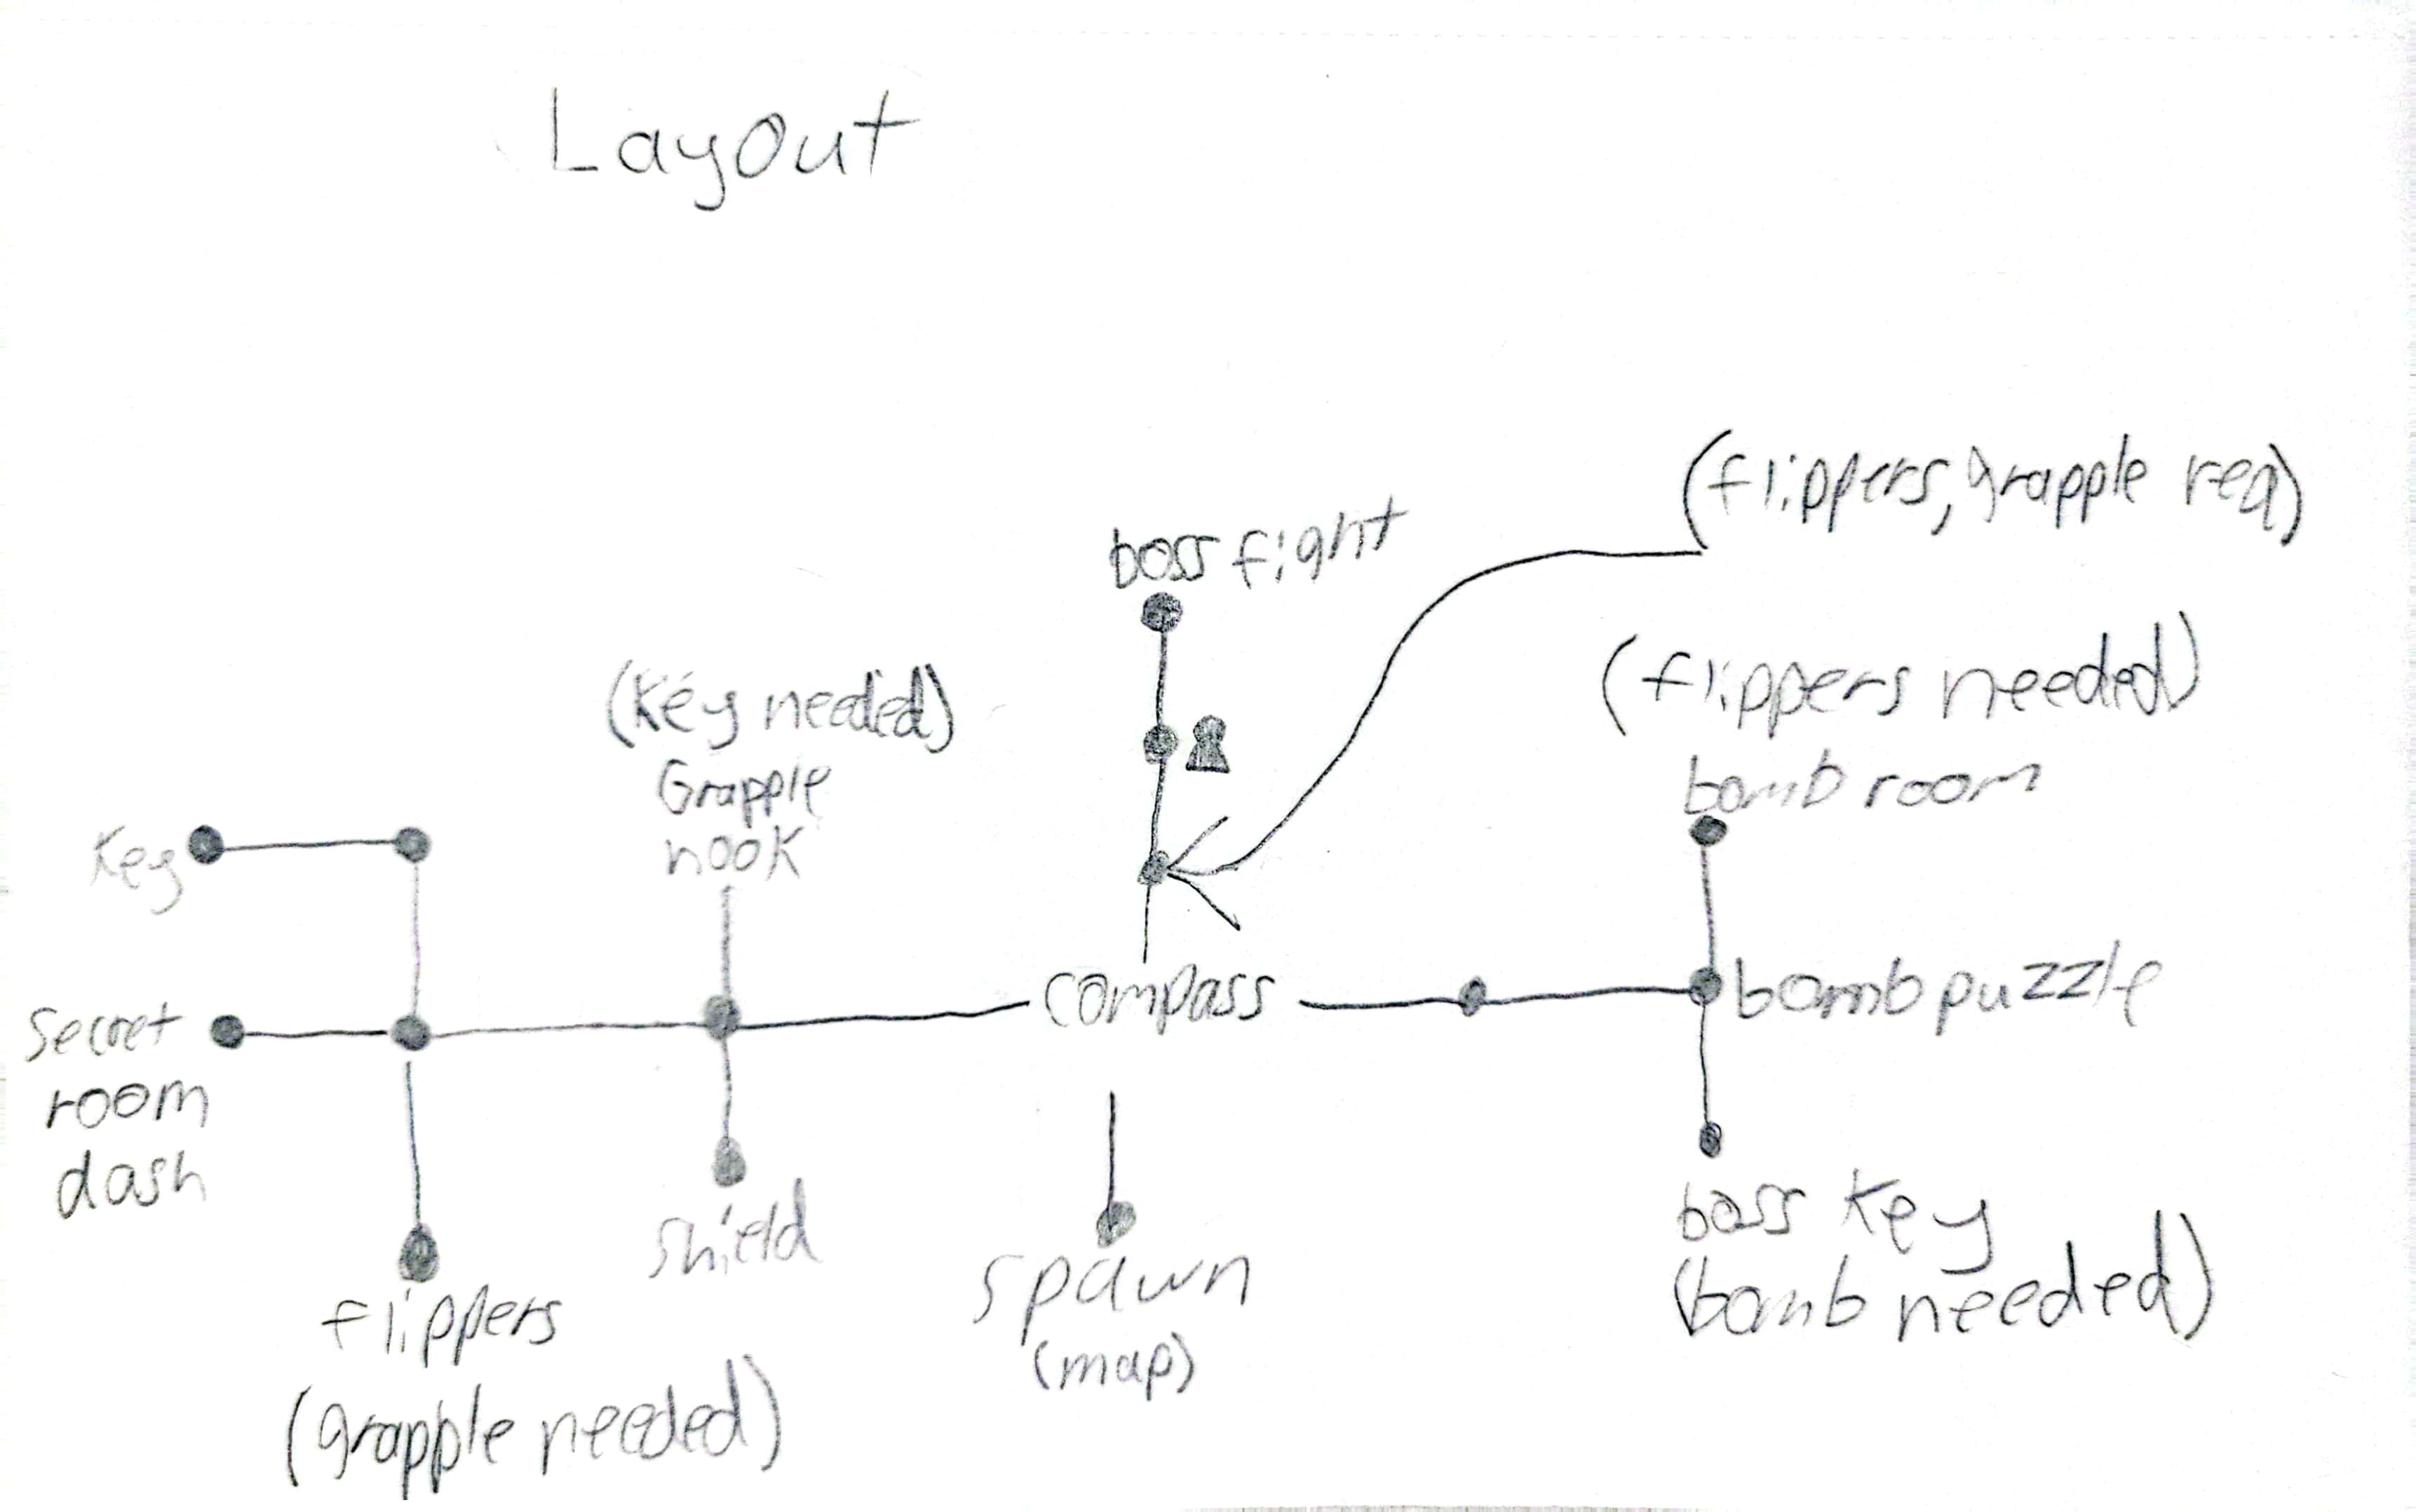 Layout
(flippers, grapple req)
boss fight
(flippers needed)
bomb room
(Key needed)
Grapple
hook
Key
compass
bomb puzzle
Secret
room
dash
shield
boss Key
(bomb needed)
spawn
(map)
flippers
(grapple needed)